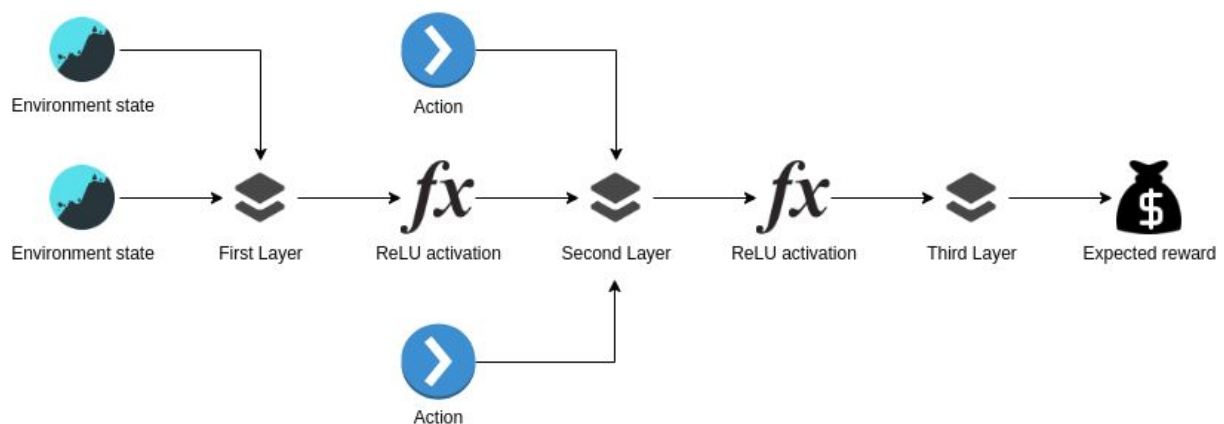 Environment state
Action
Environment state
First Layer
ReLU activation
Second Layer
ReLU activation
Third Layer
Expected reward
Action